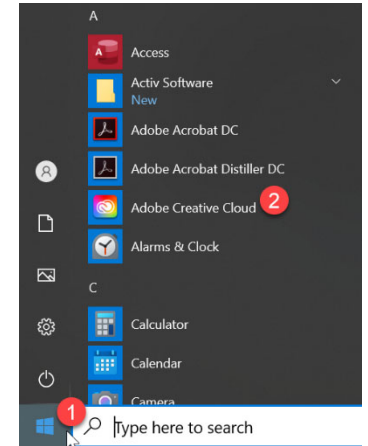 A
Access
Activ Software
New
Adobe Acrobat DC
Adobe Acrobat Distiller DC
Adobe Creative Cloud 2
Alarms & Clock
C
Calculator
Calendar
Camera
1 Type here to search